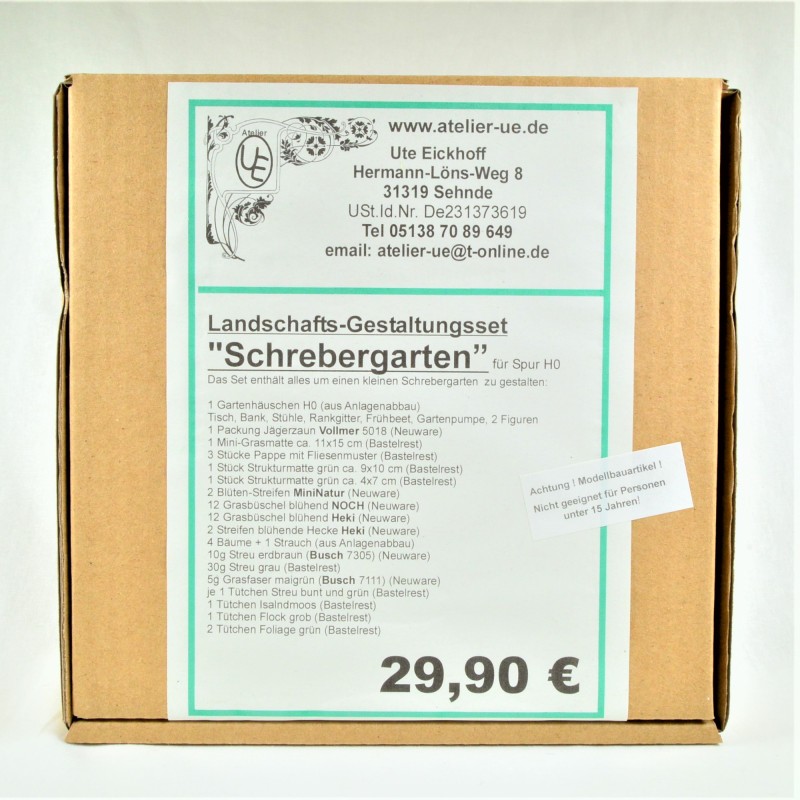 Atelier
UE
www.atelier-ue.de
Ute Eickhoff
Hermann-Löns-Weg 8
31319 Sehnde
USt.Id.Nr. De231373619
Tel 05138 70 89 649
email: atelier-ue@t-online.de
Landschafts-Gestaltungsset
"Schrebergarten” für Spur H0
Das Set enthält alles um einen kleinen Schrebergarten zu gestalten:
1 Gartenhäuschen H0 (aus Anlagenabbau)
Tisch, Bank, Stühle, Rankgitter, Frühbeet, Gartenpumpe, 2 Figuren
1 Packung Jägerzaun Vollmer 5018 (Neuware)
1 Mini-Grasmatte ca. 11x15 cm (Bastelrest)
3 Stücke Pappe mit Fliesenmuster (Bastelrest)
1 Stück Strukturmatte grün ca. 9x10 cm (Bastelrest)
1 Stück Strukturmatte grün ca. 4x7 cm (Bastelrest)
2 Blüten-Streifen MiniNatur (Neuware)
12 Grasbüschel blühend NOCH (Neuware)
12 Grasbüschel blühend Heki (Neuware)
2 Streifen blühende Hecke Heki (Neuware)
4 Bäume + 1 Strauch (aus Anlagenabbau)
10g Streu erdbraun (Busch 7305) (Neuware)
30g Streu grau (Bastelrest)
5g Grasfaser maigrün (Busch 7111) (Neuware)
je 1 Tütchen Streu bunt und grün (Bastelrest)
1 Tütchen Isalndmoos (Bastelrest)
1 Tütchen Flock grob (Bastelrest)
2 Tütchen Foliage grün (Bastelrest)
29,90 €
Achtung ! Modellbauartikel !
Nicht geeignet für Personen
unter 15 Jahren!